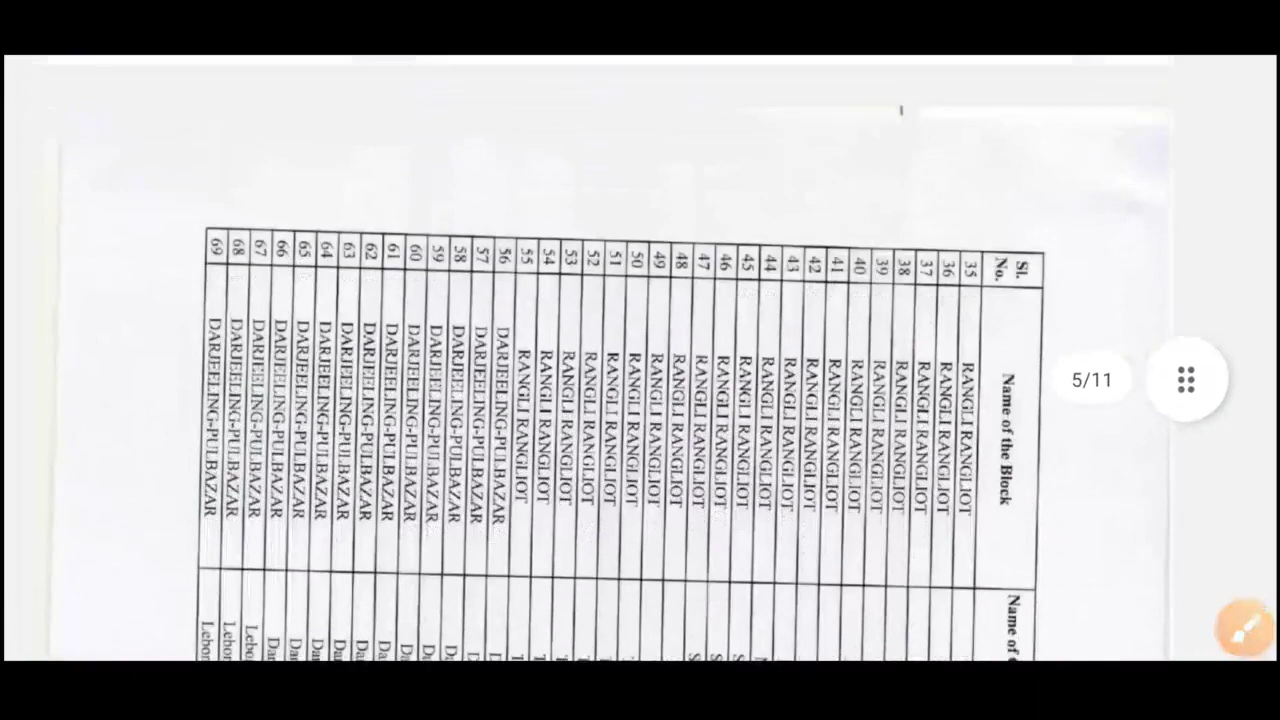 Sl. No. Name of the Block Name of
35 RANGLI RANGLIOT
36 RANGLI RANGLIOT
37 RANGLI RANGLIOT
38 RANGLI RANGLIOT
39 RANGLI RANGLIOT
40 RANGLI RANGLIOT
41 RANGLI RANGLIOT
42 RANGLI RANGLIOT
43 RANGLI RANGLIOT
44 RANGLI RANGLIOT
45 RANGLI RANGLIOT
46 RANGLI RANGLIOT
47 RANGLI RANGLIOT
48 RANGLI RANGLIOT
49 RANGLI RANGLIOT
50 RANGLI RANGLIOT
51 RANGLI RANGLIOT
52 RANGLI RANGLIOT
53 RANGLI RANGLIOT
54 RANGLI RANGLIOT
55 RANGLI RANGLIOT
56 DARJEELING-PULBAZAR
57 DARJEELING-PULBAZAR
58 DARJEELING-PULBAZAR
59 DARJEELING-PULBAZAR
60 DARJEELING-PULBAZAR
61 DARJEELING-PULBAZAR
62 DARJEELING-PULBAZAR
63 DARJEELING-PULBAZAR
64 DARJEELING-PULBAZAR
65 DARJEELING-PULBAZAR
66 DARJEELING-PULBAZAR
67 DARJEELING-PULBAZAR
68 DARJEELING-PULBAZAR
69 DARJEELING-PULBAZAR
5/11